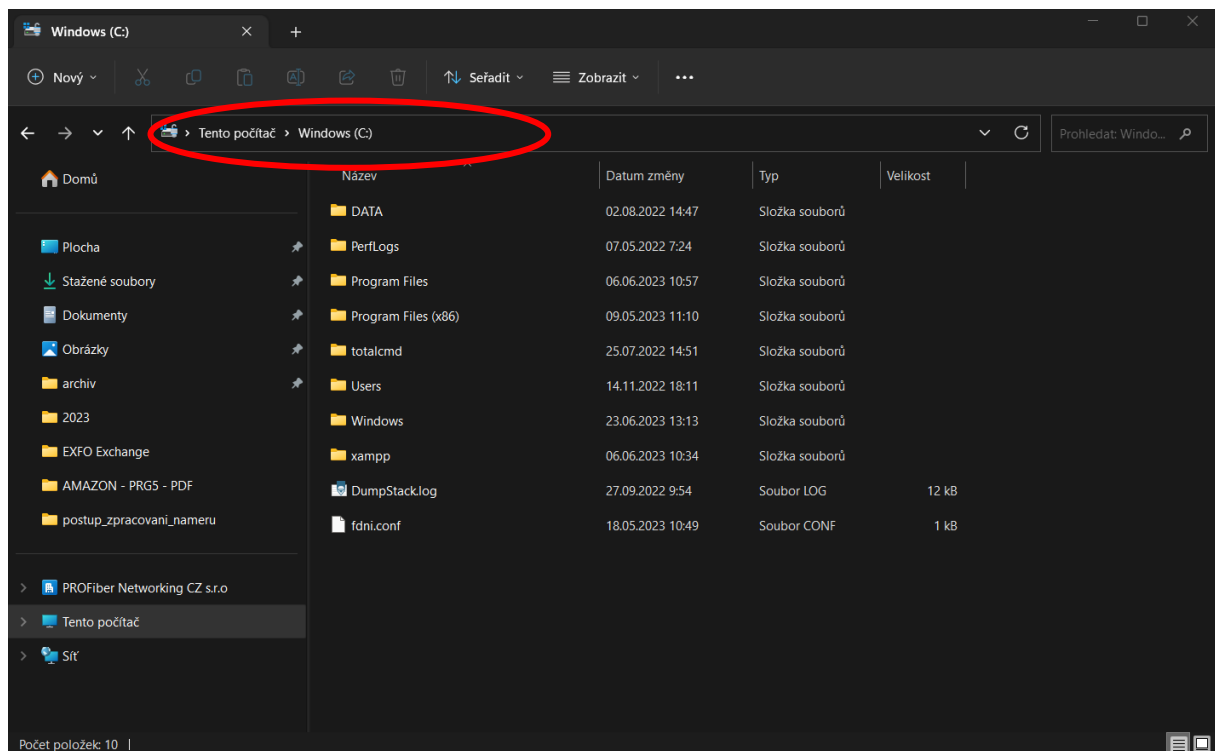 Windows (C:)
Nový
Seřadit
Zobrazit
Tento počítač > Windows (C:)
Prohledat: Windo...
Domů
Plocha
Stažené soubory
Dokumenty
Obrázky
archiv
2023
EXFO Exchange
AMAZON - PRG5 - PDF
postup_zpracovani_nameru
PROFiber Networking CZ s.r.o
Tento počítač
Síť
Název Datum změny Typ Velikost
DATA 02.08.2022 14:47 Složka souborů
PerfLogs 07.05.2022 7:24 Složka souborů
Program Files 06.06.2023 10:57 Složka souborů
Program Files (x86) 09.05.2023 11:10 Složka souborů
totalcmd 25.07.2022 14:51 Složka souborů
Users 14.11.2022 18:11 Složka souborů
Windows 23.06.2023 13:13 Složka souborů
xampp 06.06.2023 10:34 Složka souborů
DumpStack.log 27.09.2022 9:54 Soubor LOG 12 kB
fdni.conf 18.05.2023 10:49 Soubor CONF 1 kB
Počet položek: 10